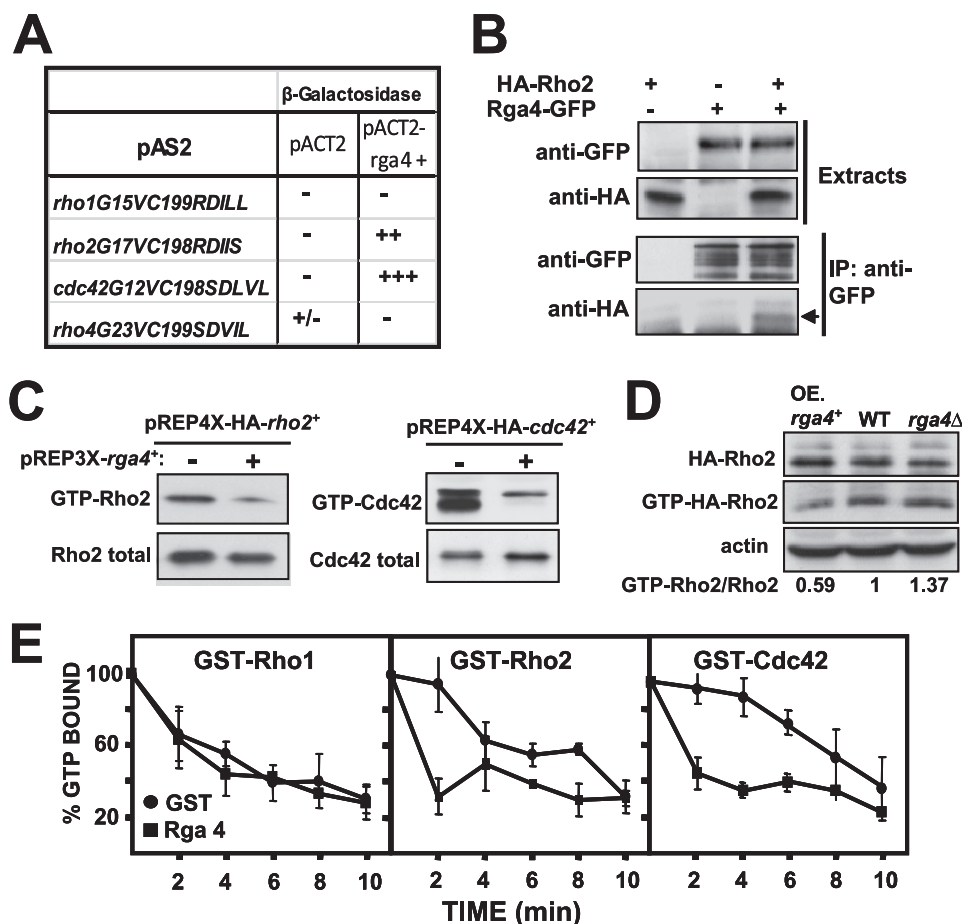 A
β-Galactosidase
pAS2
pACT2
pACT2-
rga4 +
rho1G15VC199RDILL
-
-
rho2G17VC198RDIIS
-
++
cdc42G12VC198SDLVL
-
+++
rho4G23VC199SDVIL
+/-
-
B
HA-Rho2 + - +
Rga4-GFP - + +
anti-GFP
anti-HA
Extracts
anti-GFP
anti-HA
IP: anti-
GFP
C
pREP4X-HA-rho2+
pREP3X-rga4+: - +
GTP-Rho2
Rho2 total
pREP4X-HA-cdc42+
- +
GTP-Cdc42
Cdc42 total
D
OE.
rga4+ WT rga4Δ
HA-Rho2
GTP-HA-Rho2
actin
GTP-Rho2/Rho2 0.59 1 1.37
E
GST-Rho1 GST-Rho2 GST-Cdc42
% GTP BOUND
100
60
20
GST
Rga 4
2 4 6 8 10 2 4 6 8 10 2 4 6 8 10
TIME (min)